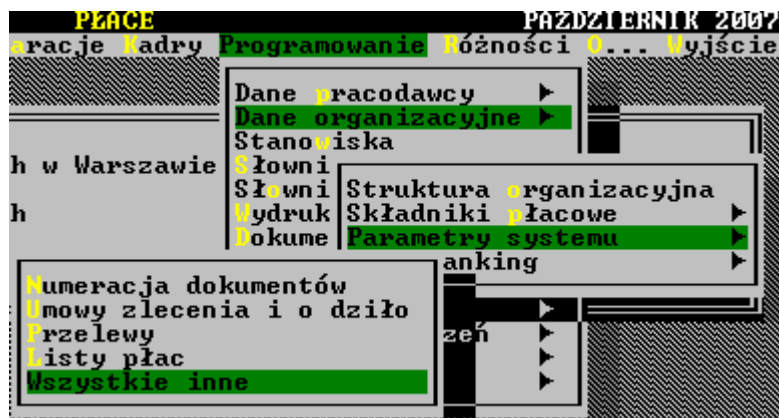 PŁACE PAŹDZIERNIK 2007
aracje Kadry Programowanie Różności O... Wyjście
Dane pracodawcy
Dane organizacyjne
Stanowiska
h w Warszawie Słowni
Słowni Struktura organizacyjna
h Wydruk Składniki płacowe
Dokume Parametry systemu
anking
Numeracja dokumentów
Umowy zlecenia i o dziło
Przelewy zeń
Listy płac
Wszystkie inne